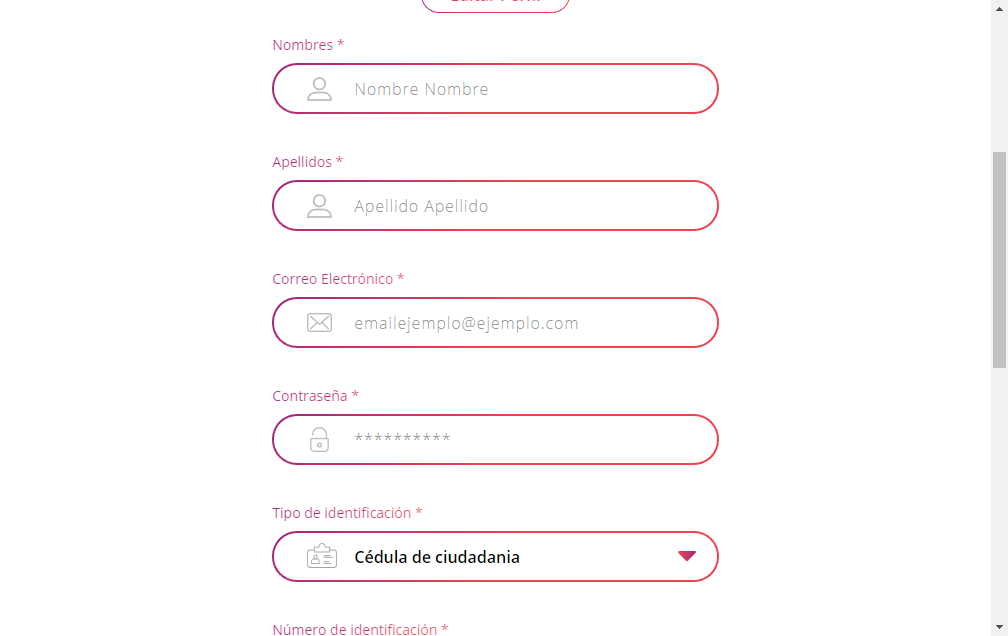 Nombres *
Nombre Nombre
Apellidos *
Apellido Apellido
Correo Electrónico *
emailejemplo@ejemplo.com
Contraseña *
**********
Tipo de identificación *
Cédula de ciudadania
Número de identificación *